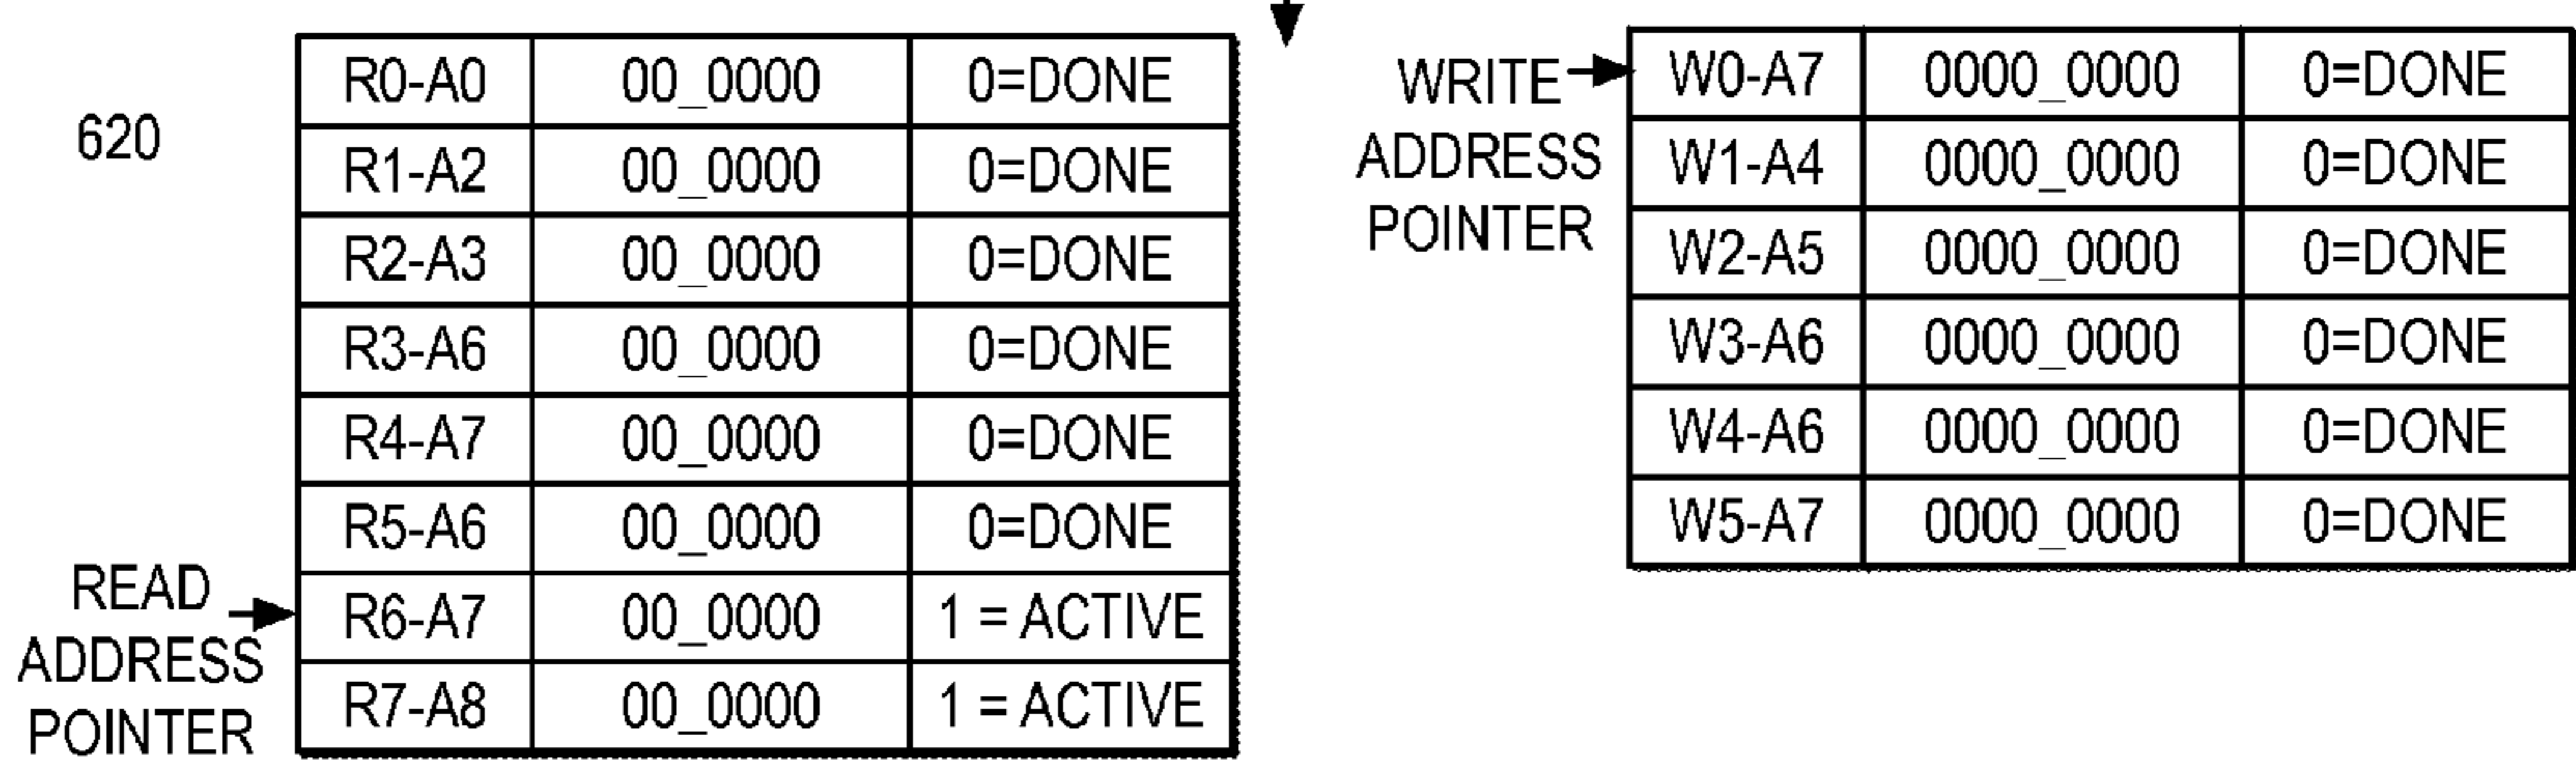 620
R0-A0 00_0000 0=DONE
R1-A2 00_0000 0=DONE
R2-A3 00_0000 0=DONE
R3-A6 00_0000 0=DONE
R4-A7 00_0000 0=DONE
R5-A6 00_0000 0=DONE
R6-A7 00_0000 1 = ACTIVE
R7-A8 00_0000 1 = ACTIVE
READ
ADDRESS
POINTER
WRITE
ADDRESS
POINTER
W0-A7 0000_0000 0=DONE
W1-A4 0000_0000 0=DONE
W2-A5 0000_0000 0=DONE
W3-A6 0000_0000 0=DONE
W4-A6 0000_0000 0=DONE
W5-A7 0000_0000 0=DONE